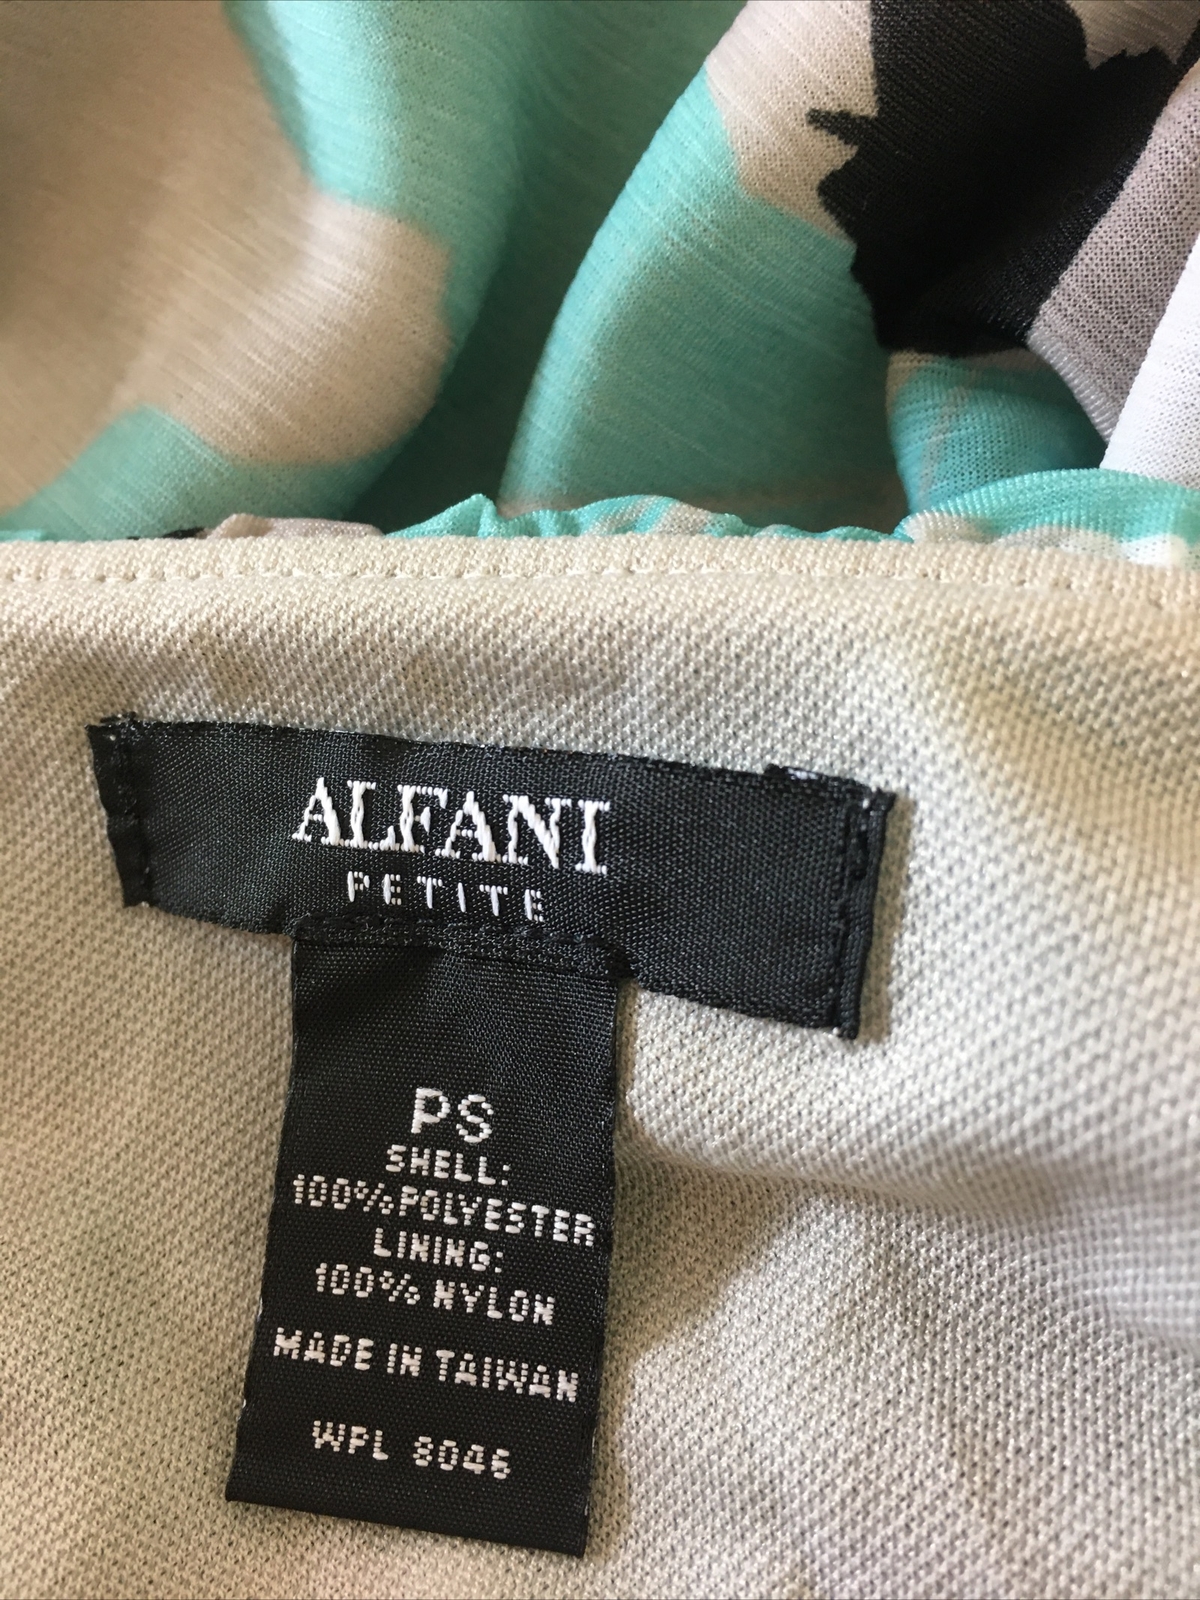 ALFANI
PETITE
PS
SHELL:
100%POLYESTER
LINING:
100% NYLON
MADE IN TAIWAN
WPL 8046